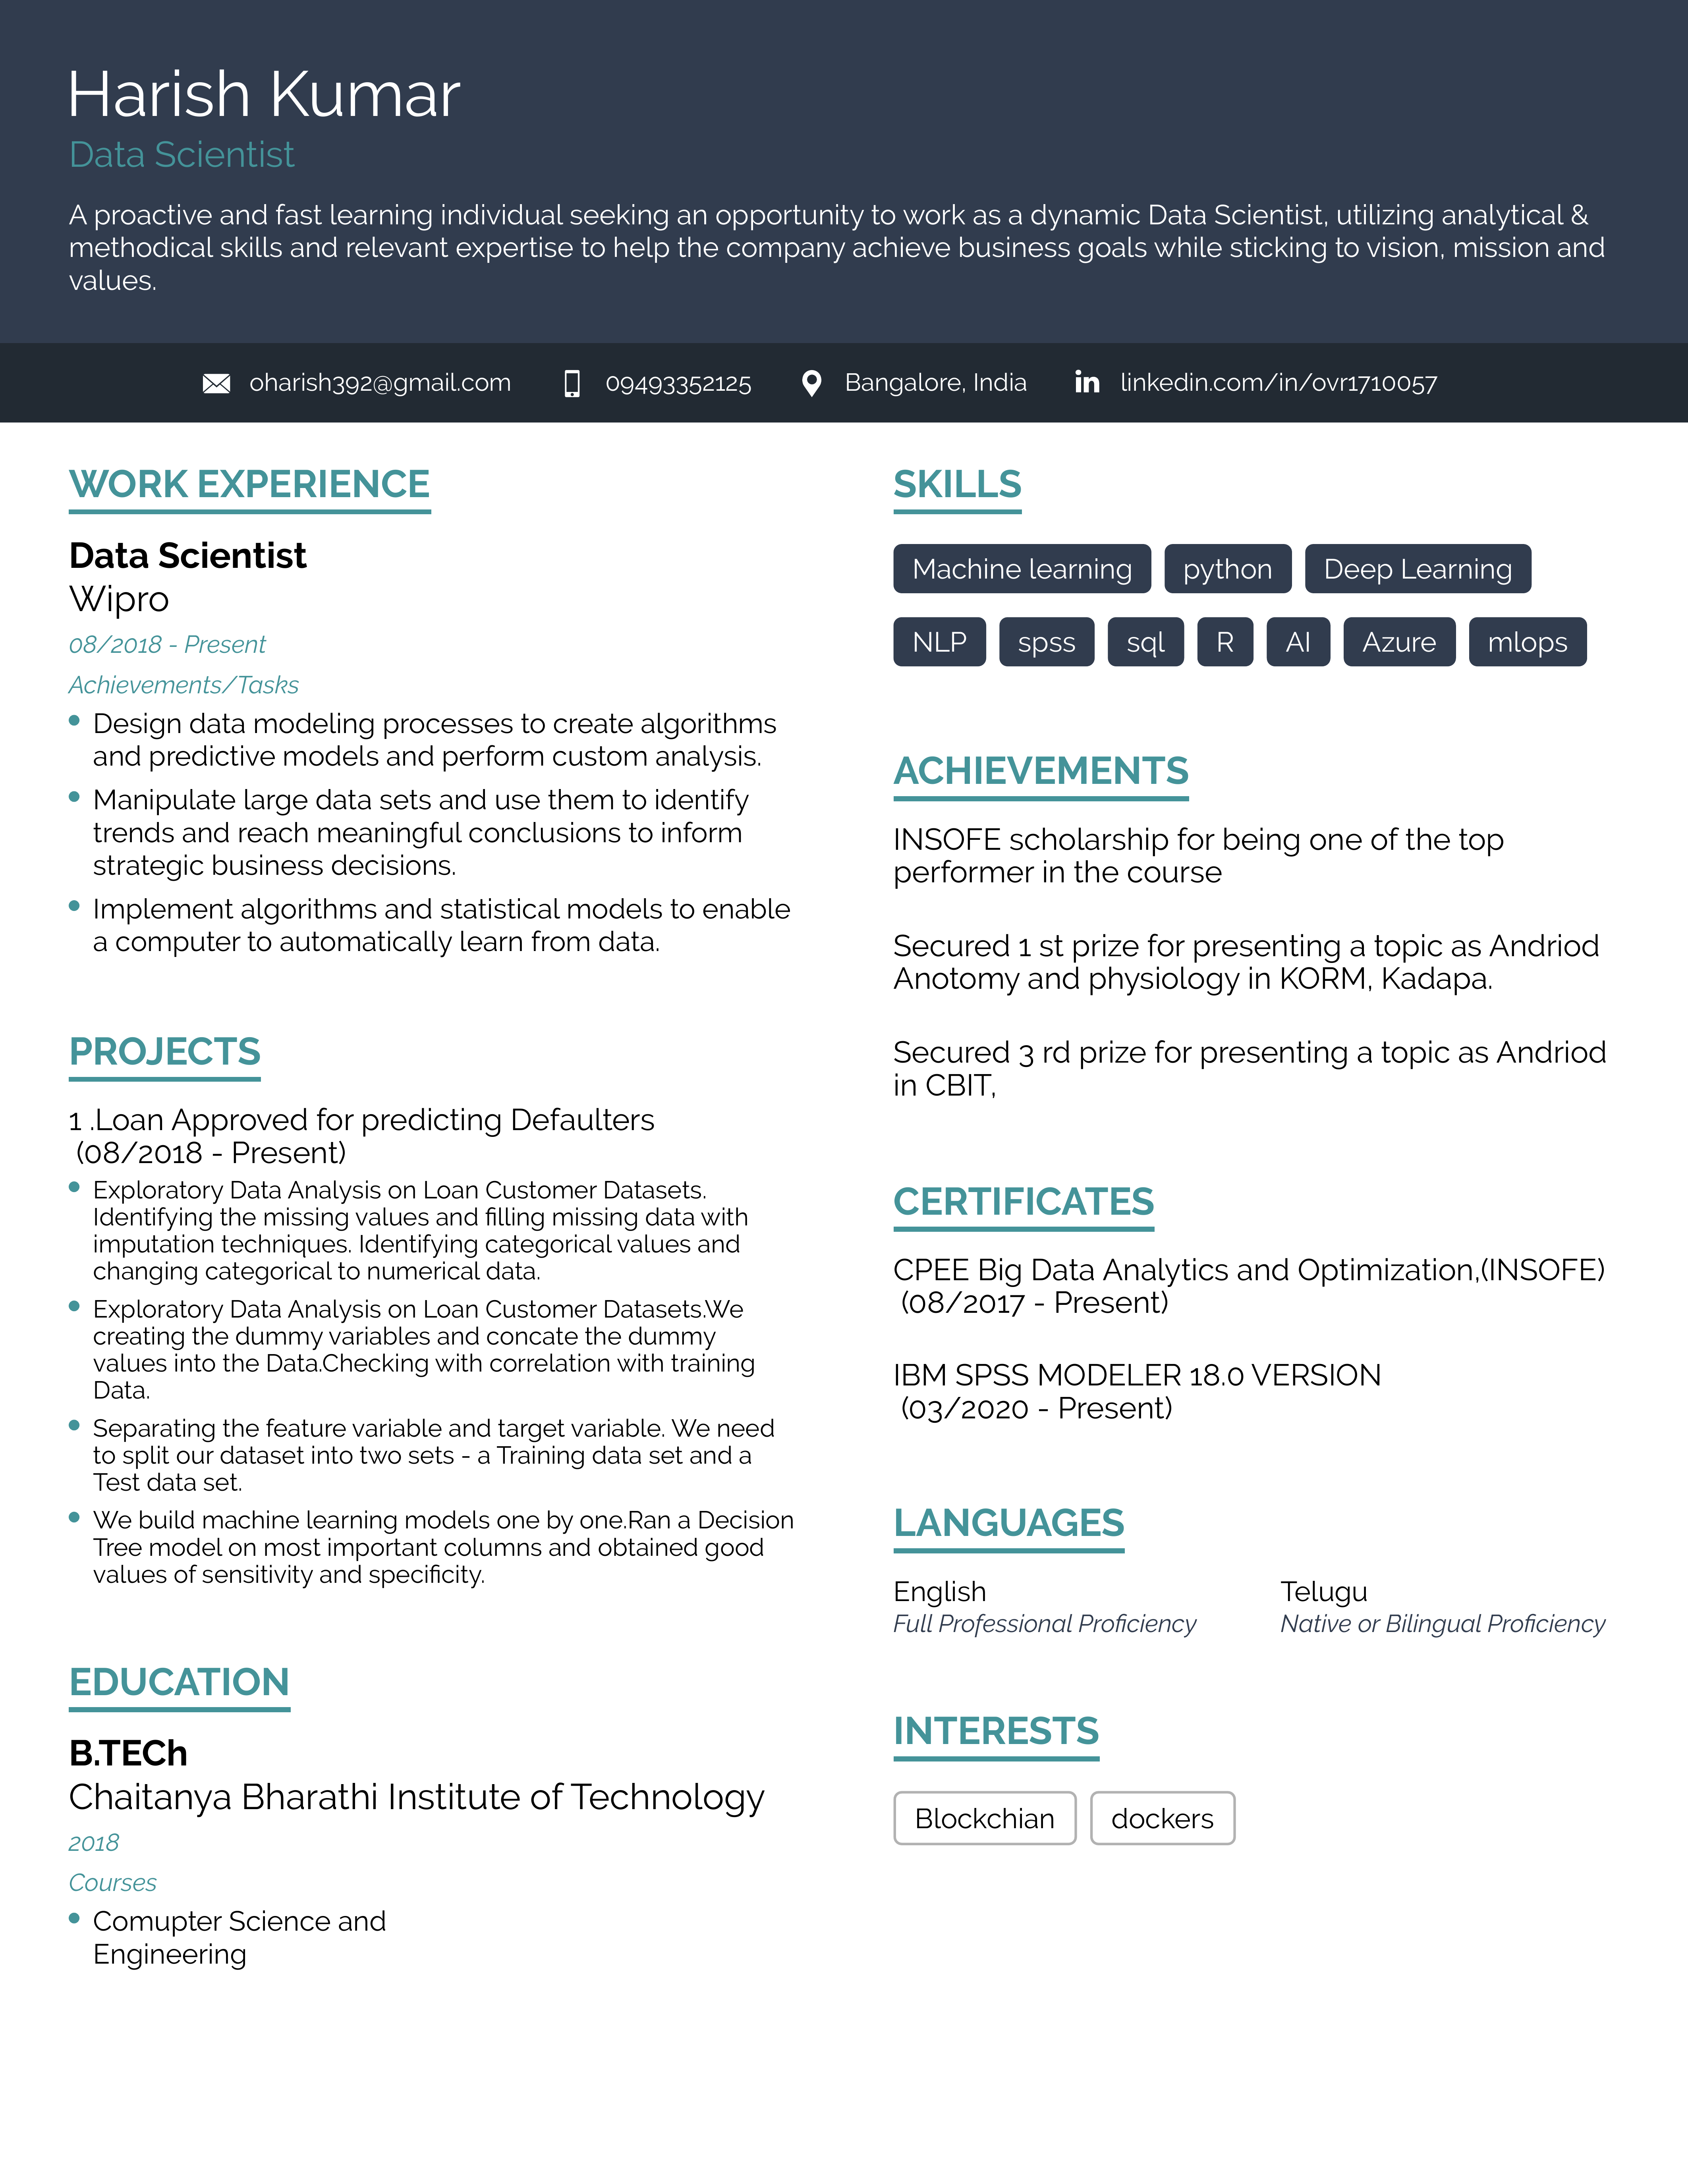 Harish Kumar
Data Scientist
A proactive and fast learning individual seeking an opportunity to work as a dynamic Data Scientist, utilizing analytical &
methodical skills and relevant expertise to help the company achieve business goals while sticking to vision, mission and
values.
oharish392@gmail.com 09493352125 Bangalore, India linkedin.com/in/ovr1710057
WORK EXPERIENCE
Data Scientist
Wipro
08/2018 - Present
Achievements/Tasks
Design data modeling processes to create algorithms
and predictive models and perform custom analysis.
Manipulate large data sets and use them to identify
trends and reach meaningful conclusions to inform
strategic business decisions.
Implement algorithms and statistical models to enable
a computer to automatically learn from data.
PROJECTS
1 .Loan Approved for predicting Defaulters
(08/2018 - Present)
Exploratory Data Analysis on Loan Customer Datasets.
Identifying the missing values and filling missing data with
imputation techniques. Identifying categorical values and
changing categorical to numerical data.
Exploratory Data Analysis on Loan Customer Datasets.We
creating the dummy variables and concate the dummy
values into the Data.Checking with correlation with training
Data.
Separating the feature variable and target variable. We need
to split our dataset into two sets - a Training data set and a
Test data set.
We build machine learning models one by one.Ran a Decision
Tree model on most important columns and obtained good
values of sensitivity and specificity.
EDUCATION
B.TECh
Chaitanya Bharathi Institute of Technology
2018
Courses
Comupter Science and
Engineering
SKILLS
Machine learning python Deep Learning
NLP spss sql R AI Azure mlops
ACHIEVEMENTS
INSOFE scholarship for being one of the top
performer in the course
Secured 1 st prize for presenting a topic as Andriod
Anotomy and physiology in KORM, Kadapa.
Secured 3 rd prize for presenting a topic as Andriod
in CBIT,
CERTIFICATES
CPEE Big Data Analytics and Optimization,(INSOFE)
(08/2017 - Present)
IBM SPSS MODELER 18.0 VERSION
(03/2020 - Present)
LANGUAGES
English Telugu
Full Professional Proficiency Native or Bilingual Proficiency
INTERESTS
Blockchian dockers